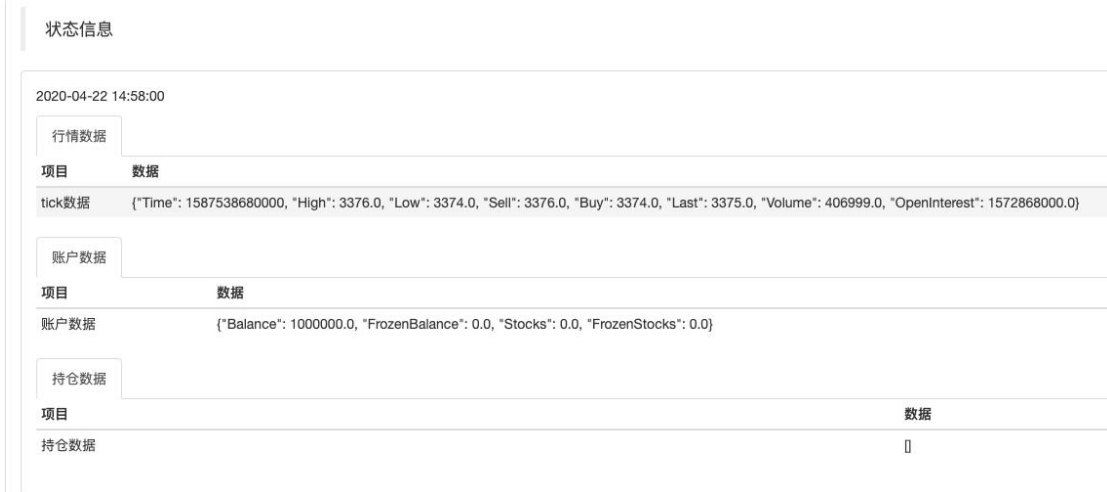 状态信息
2020-04-22 14:58:00
行情数据
项目 数据
tick数据 {"Time": 1587538680000, "High": 3376.0, "Low": 3374.0, "Sell": 3376.0, "Buy": 3374.0, "Last": 3375.0, "Volume": 406999.0, "OpenInterest": 1572868000.0}
账户数据
项目 数据
账户数据 {"Balance": 1000000.0, "FrozenBalance": 0.0, "Stocks": 0.0, "FrozenStocks": 0.0}
持仓数据
项目 数据
持仓数据 []